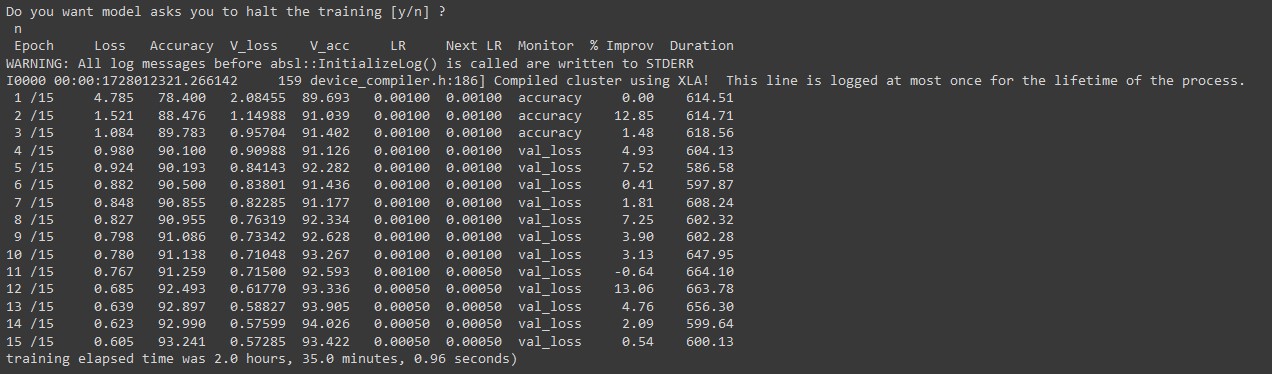 Do you want model asks you to halt the training [y/n] ?
n
Epoch Loss Accuracy V_loss V_acc LR Next LR Monitor % Improv Duration
WARNING: All log messages before absl::InitializeLog() is called are written to STDERR
I0000 00:00:1728012321.266142 159 device_compiler.h:186] Compiled cluster using XLA! This line is logged at most once for the lifetime of the process.
1 /15 4.785 78.400 2.08455 89.693 0.00100 0.00100 accuracy 0.00 614.51
2 /15 1.521 88.476 1.14988 91.039 0.00100 0.00100 accuracy 12.85 614.71
3 /15 1.084 89.783 0.95704 91.402 0.00100 0.00100 accuracy 1.48 618.56
4 /15 0.980 90.100 0.90988 91.126 0.00100 0.00100 val_loss 4.93 604.13
5 /15 0.924 90.193 0.84143 92.282 0.00100 0.00100 val_loss 7.52 586.58
6 /15 0.882 90.500 0.83801 91.436 0.00100 0.00100 val_loss 0.41 597.87
7 /15 0.848 90.855 0.82285 91.177 0.00100 0.00100 val_loss 1.81 608.24
8 /15 0.827 90.955 0.76319 92.334 0.00100 0.00100 val_loss 7.25 602.32
9 /15 0.798 91.086 0.73342 92.628 0.00100 0.00100 val_loss 3.90 602.28
10 /15 0.780 91.138 0.71048 93.267 0.00100 0.00100 val_loss 3.13 647.95
11 /15 0.767 91.259 0.71500 92.593 0.00100 0.00050 val_loss -0.64 664.10
12 /15 0.685 92.493 0.61770 93.336 0.00050 0.00050 val_loss 13.06 663.78
13 /15 0.639 92.897 0.58827 93.905 0.00050 0.00050 val_loss 4.76 656.30
14 /15 0.623 92.990 0.57599 94.026 0.00050 0.00050 val_loss 2.09 599.64
15 /15 0.605 93.241 0.57285 93.422 0.00050 0.00050 val_loss 0.54 600.13
training elapsed time was 2.0 hours, 35.0 minutes, 0.96 seconds)